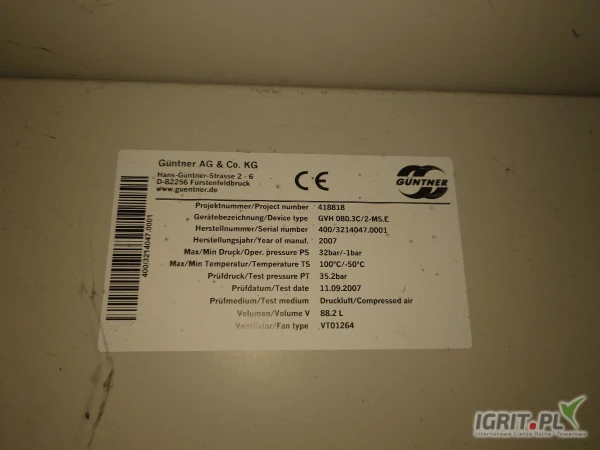 Güntner AG & Co. KG
Hans-Güntner-Strasse 2 - 6
D-82256 Fürstenfeldbruck
www.guentner.de
CE
GÜNTNER
Projektnummer/Project number 418818
Gerätebezeichnung/Device type GVH 080.3C/2-MS.E
Herstellnummer/Serial number 400/3214047.0001
Herstellungsjahr/Year of manuf. 2007
Max/Min Druck/Oper. pressure PS 32bar/-1bar
Max/Min Temperatur/Temperature TS 100°C/-50°C
Prüfdruck/Test pressure PT 35.2bar
Prüfdatum/Test date 11.09.2007
Prüfmedium/Test medium Druckluft/Compressed air
Volumen/Volume V 88.2 L
Ventilator/Fan type VT01264
400/3214047.0001
IGRIT.PL
Internetowa Giełda Rolna i Towarowa